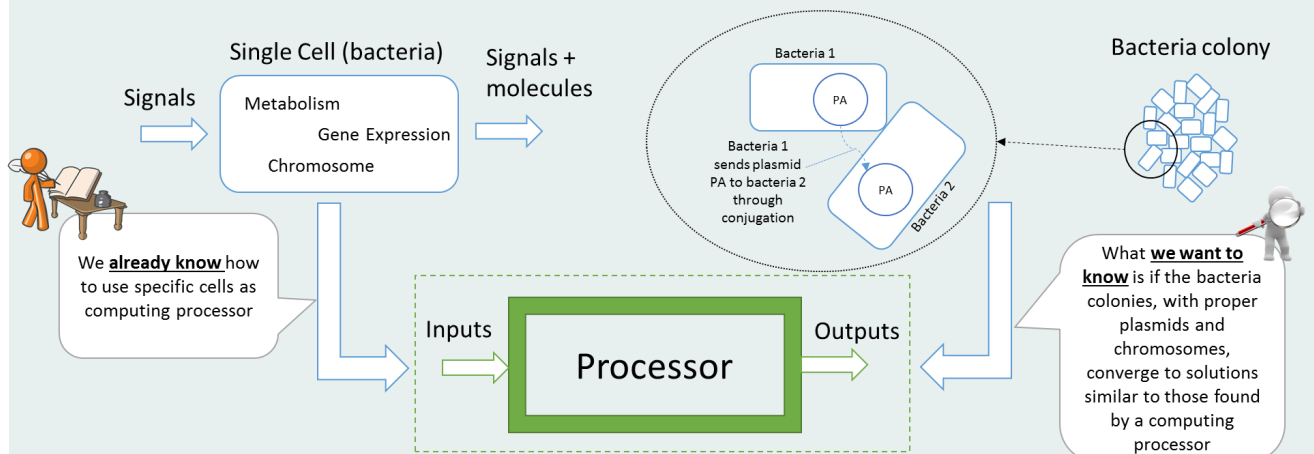 Single Cell (bacteria)
Signals
Metabolism
Gene Expression
Chromosome
Signals +
molecules
We already know how
to use specific cells as
computing processor
Bacteria 1
PA
Bacteria 1
sends plasmid
PA to bacteria 2
through
conjugation
PA
Bacteria 2
Bacteria colony
Inputs
Processor
Outputs
What we want to
know is if the bacteria
colonies, with proper
plasmids and
chromosomes,
converge to solutions
similar to those found
by a computing
processor